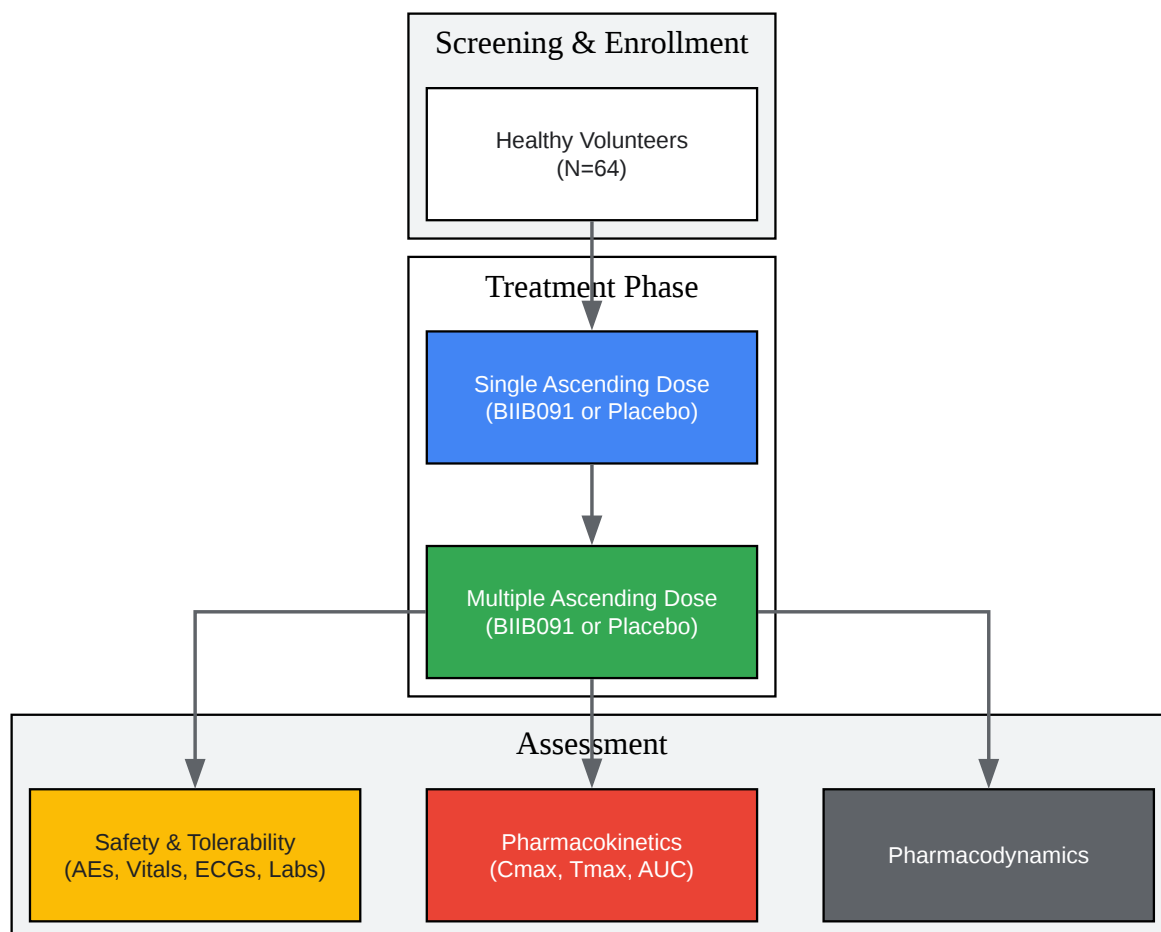 Screening & Enrollment
Healthy Volunteers
(N=64)
Treatment Phase
Single Ascending Dose
(BIIB091 or Placebo)
Multiple Ascending Dose
(BIIB091 or Placebo)
Assessment
Safety & Tolerability
(AEs, Vitals, ECGs, Labs)
Pharmacokinetics
(Cmax, Tmax, AUC)
Pharmacodynamics